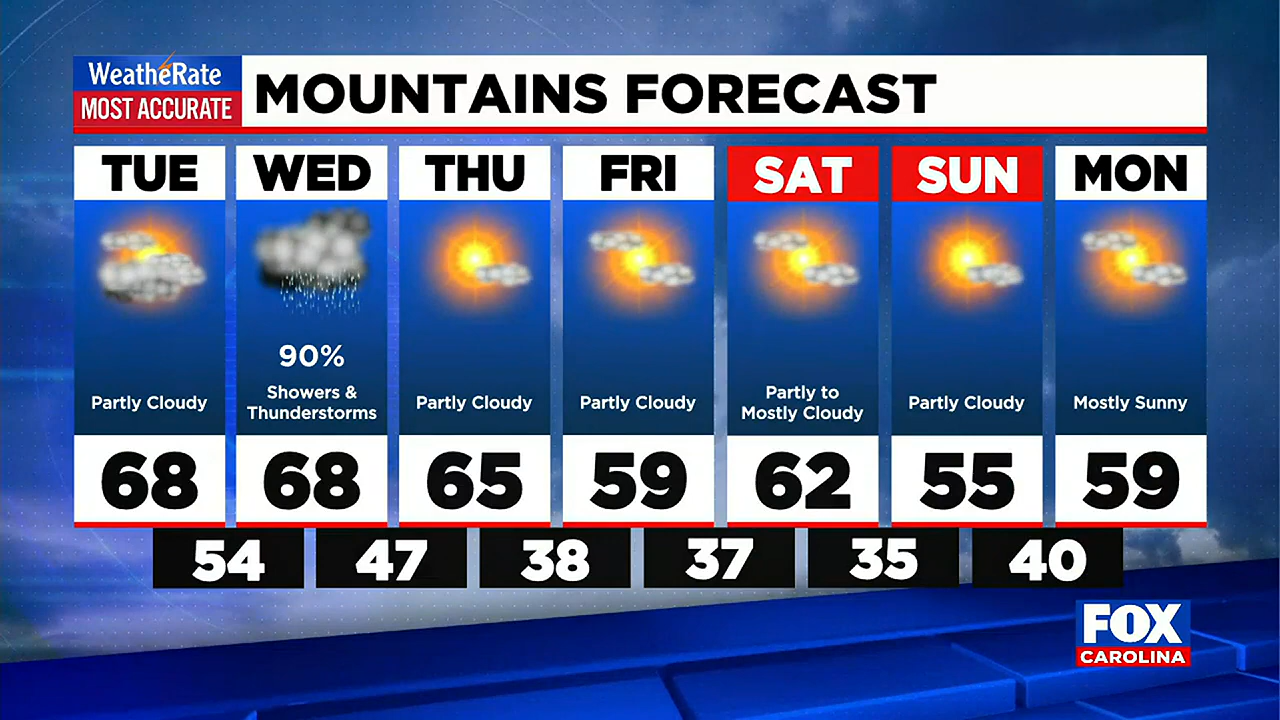 WeatheRate
MOST ACCURATE
MOUNTAINS FORECAST
TUE WED THU FRI SAT SUN MON
90%
Partly Cloudy
Showers &
Thunderstorms
Partly Cloudy
Partly Cloudy
Partly to
Mostly Cloudy
Partly Cloudy
Mostly Sunny
68 68 65 59 62 55 59
54 47 38 37 35 40
FOX
CAROLINA